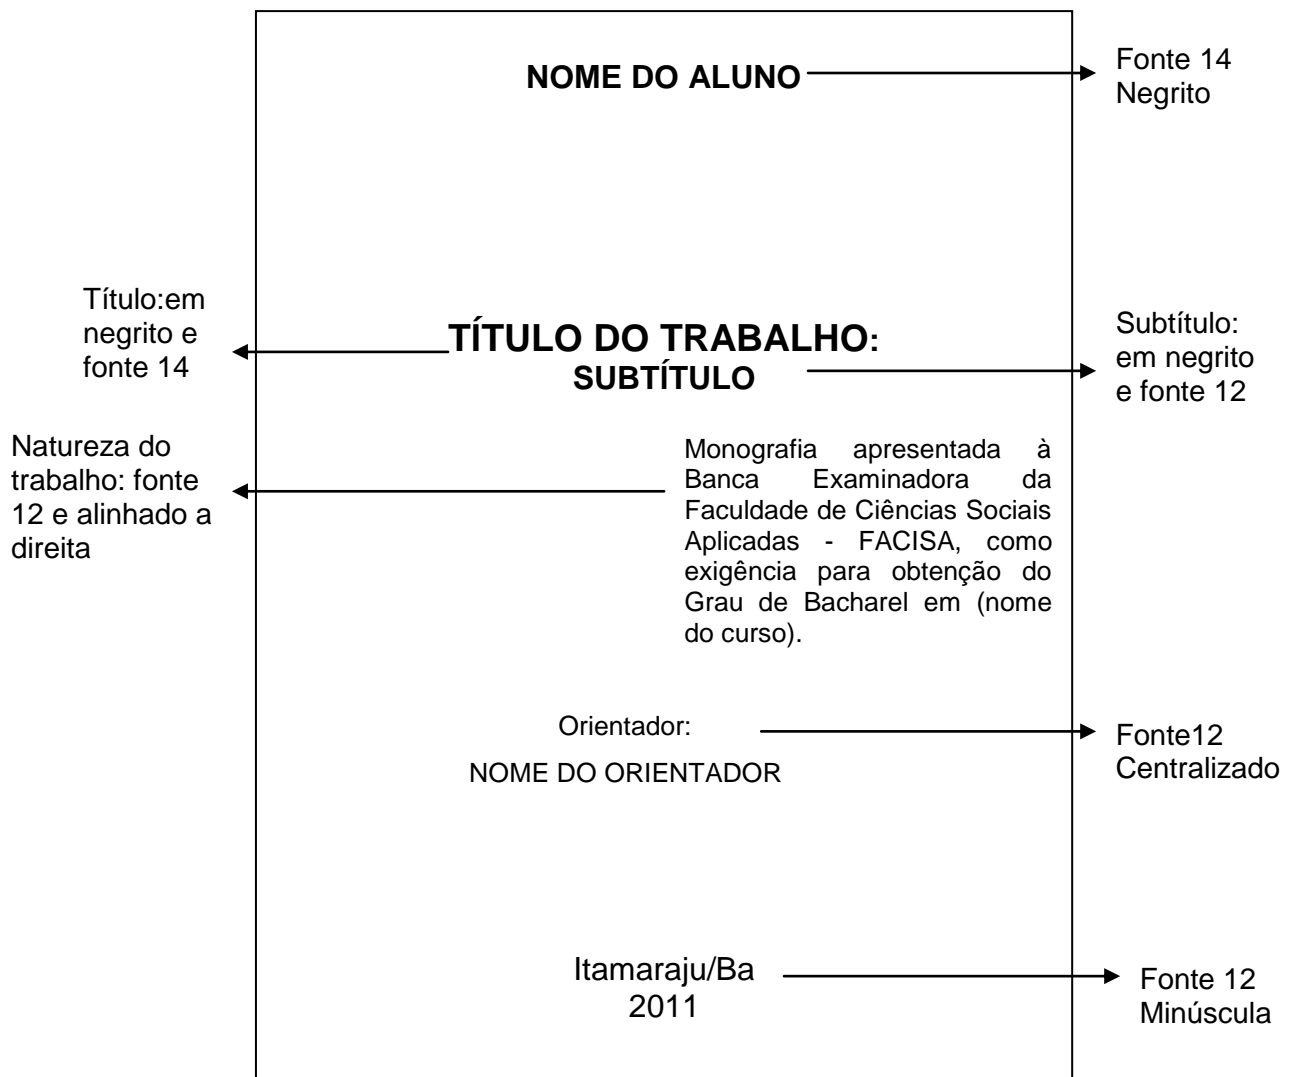 NOME DO ALUNO
Fonte 14
Negrito
Título:em
negrito e
fonte 14
TÍTULO DO TRABALHO:
SUBTÍTULO
Subtítulo:
em negrito
e fonte 12
Natureza do
trabalho: fonte
12 e alinhado a
direita
Monografia apresentada à
Banca Examinadora da
Faculdade de Ciências Sociais
Aplicadas - FACISA, como
exigência para obtenção do
Grau de Bacharel em (nome
do curso).
Orientador:
NOME DO ORIENTADOR
Fonte12
Centralizado
Itamaraju/Ba
2011
Fonte 12
Minúscula